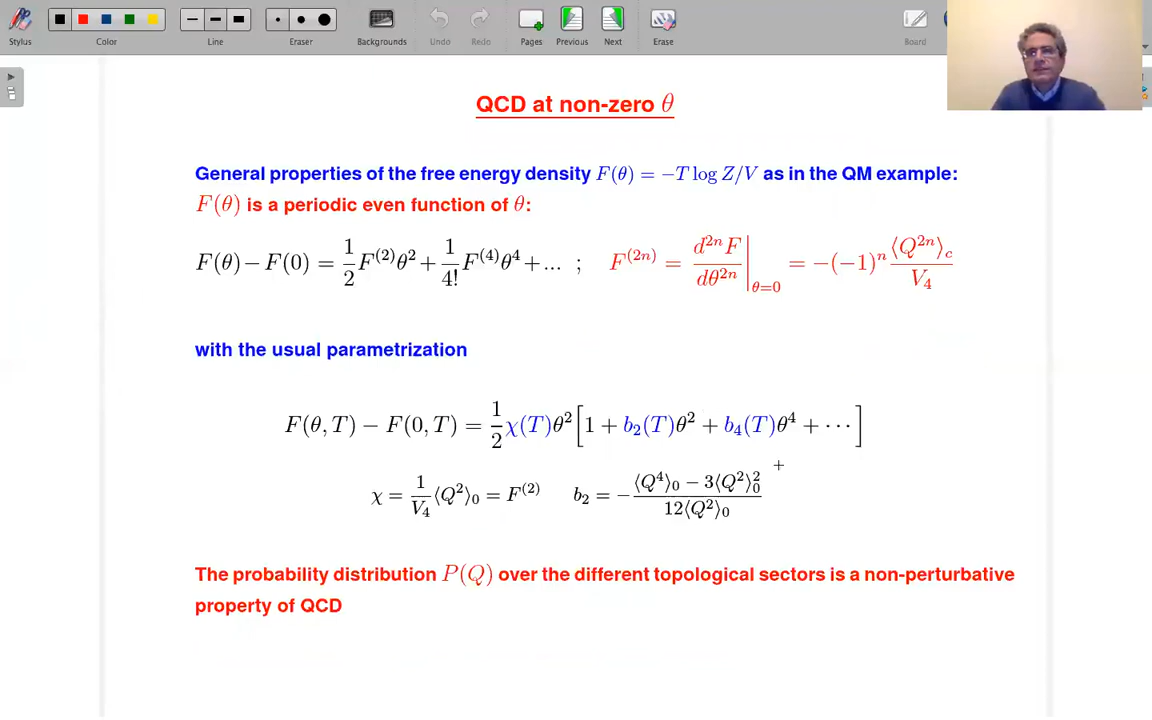 Stylus Color Line Eraser Backgrounds Undo Redo Pages Previous Next Erase Board
QCD at non-zero θ
General properties of the free energy density F(θ) = −T log Z/V as in the QM example:
F(θ) is a periodic even function of θ:
F(θ) − F(0) = 1/2 F^(2) θ^2 + 1/4! F^(4) θ^4 + ... ; F^(2n) = d^{2n}F/dθ^{2n} |_{θ=0} = −(−1)^n ⟨Q^{2n}⟩_c / V_4
with the usual parametrization
F(θ, T) − F(0, T) = 1/2 χ(T)θ^2 [1 + b_2(T)θ^2 + b_4(T)θ^4 + ⋯]
χ = 1/V_4 ⟨Q^2⟩_0 = F^(2) b_2 = − (⟨Q^4⟩_0 − 3⟨Q^2⟩_0^2) / (12⟨Q^2⟩_0)
The probability distribution P(Q) over the different topological sectors is a non-perturbative
property of QCD